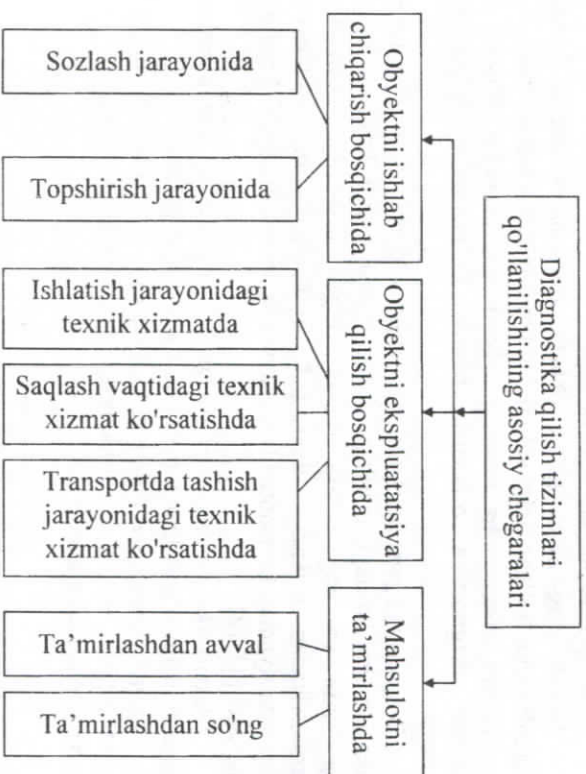 Diagnostika qilish tizimlari
qo'llanilishining asosiy chegaralari
Obyektni ishlab
chiqarish bosqichida
Sozlash jarayonida
Topshirish jarayonida
Obyektni ekspluatatsiya
qilish bosqichida
Ishlatish jarayonidagi
texnik xizmatda
Saqlash vaqtidagi texnik
xizmat ko'rsatishda
Transportda tashish
jarayonidagi texnik
xizmat ko'rsatishda
Mahsulotni
ta’mirlashda
Ta’mirlashdan avval
Ta’mirlashdan so'ng